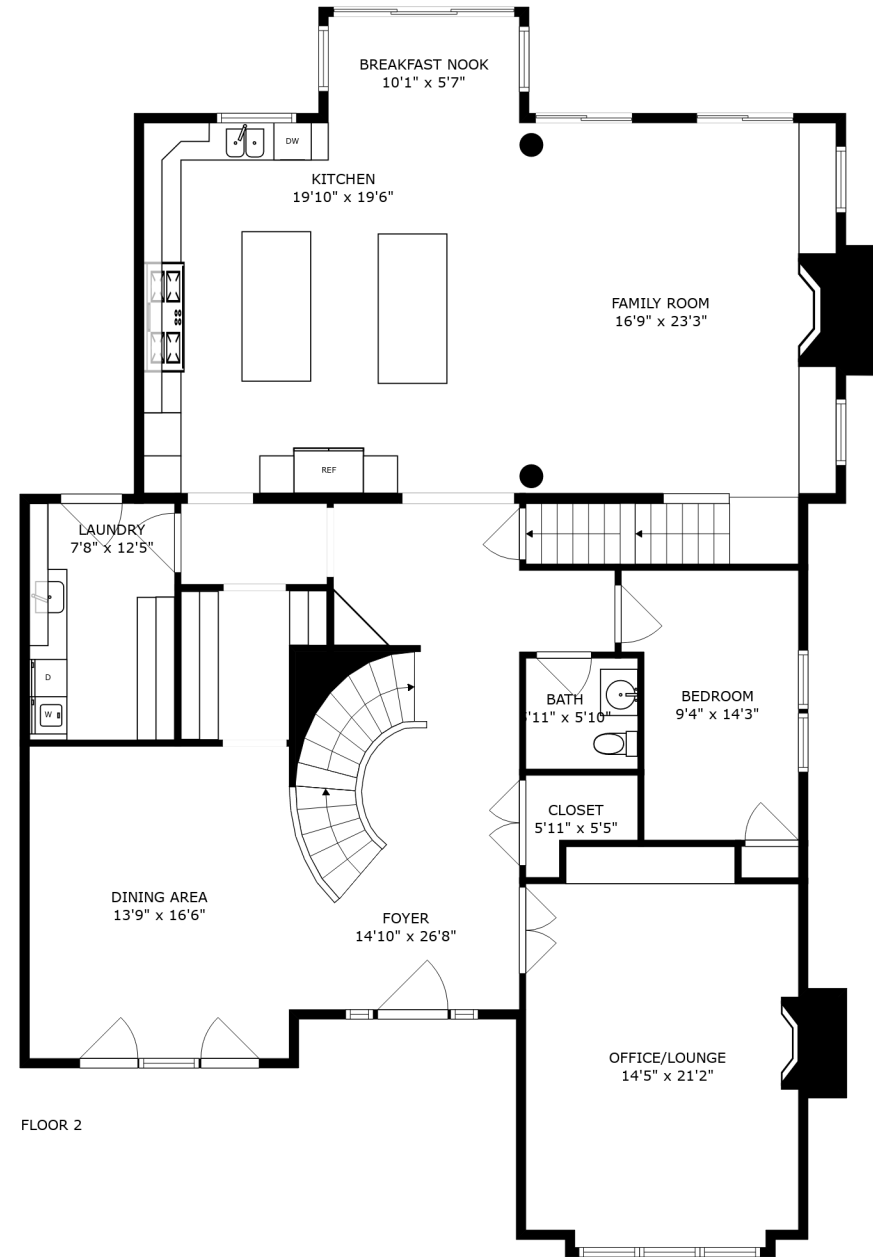 BREAKFAST NOOK
10'1" x 5'7"
DW
KITCHEN
19'10" x 19'6"
FAMILY ROOM
16'9" x 23'3"
REF
LAUNDRY
7'8" x 12'5"
D
W
BATH
'11" x 5'10"
BEDROOM
9'4" x 14'3"
CLOSET
5'11" x 5'5"
DINING AREA
13'9" x 16'6"
FOYER
14'10" x 26'8"
OFFICE/LOUNGE
14'5" x 21'2"
FLOOR 2